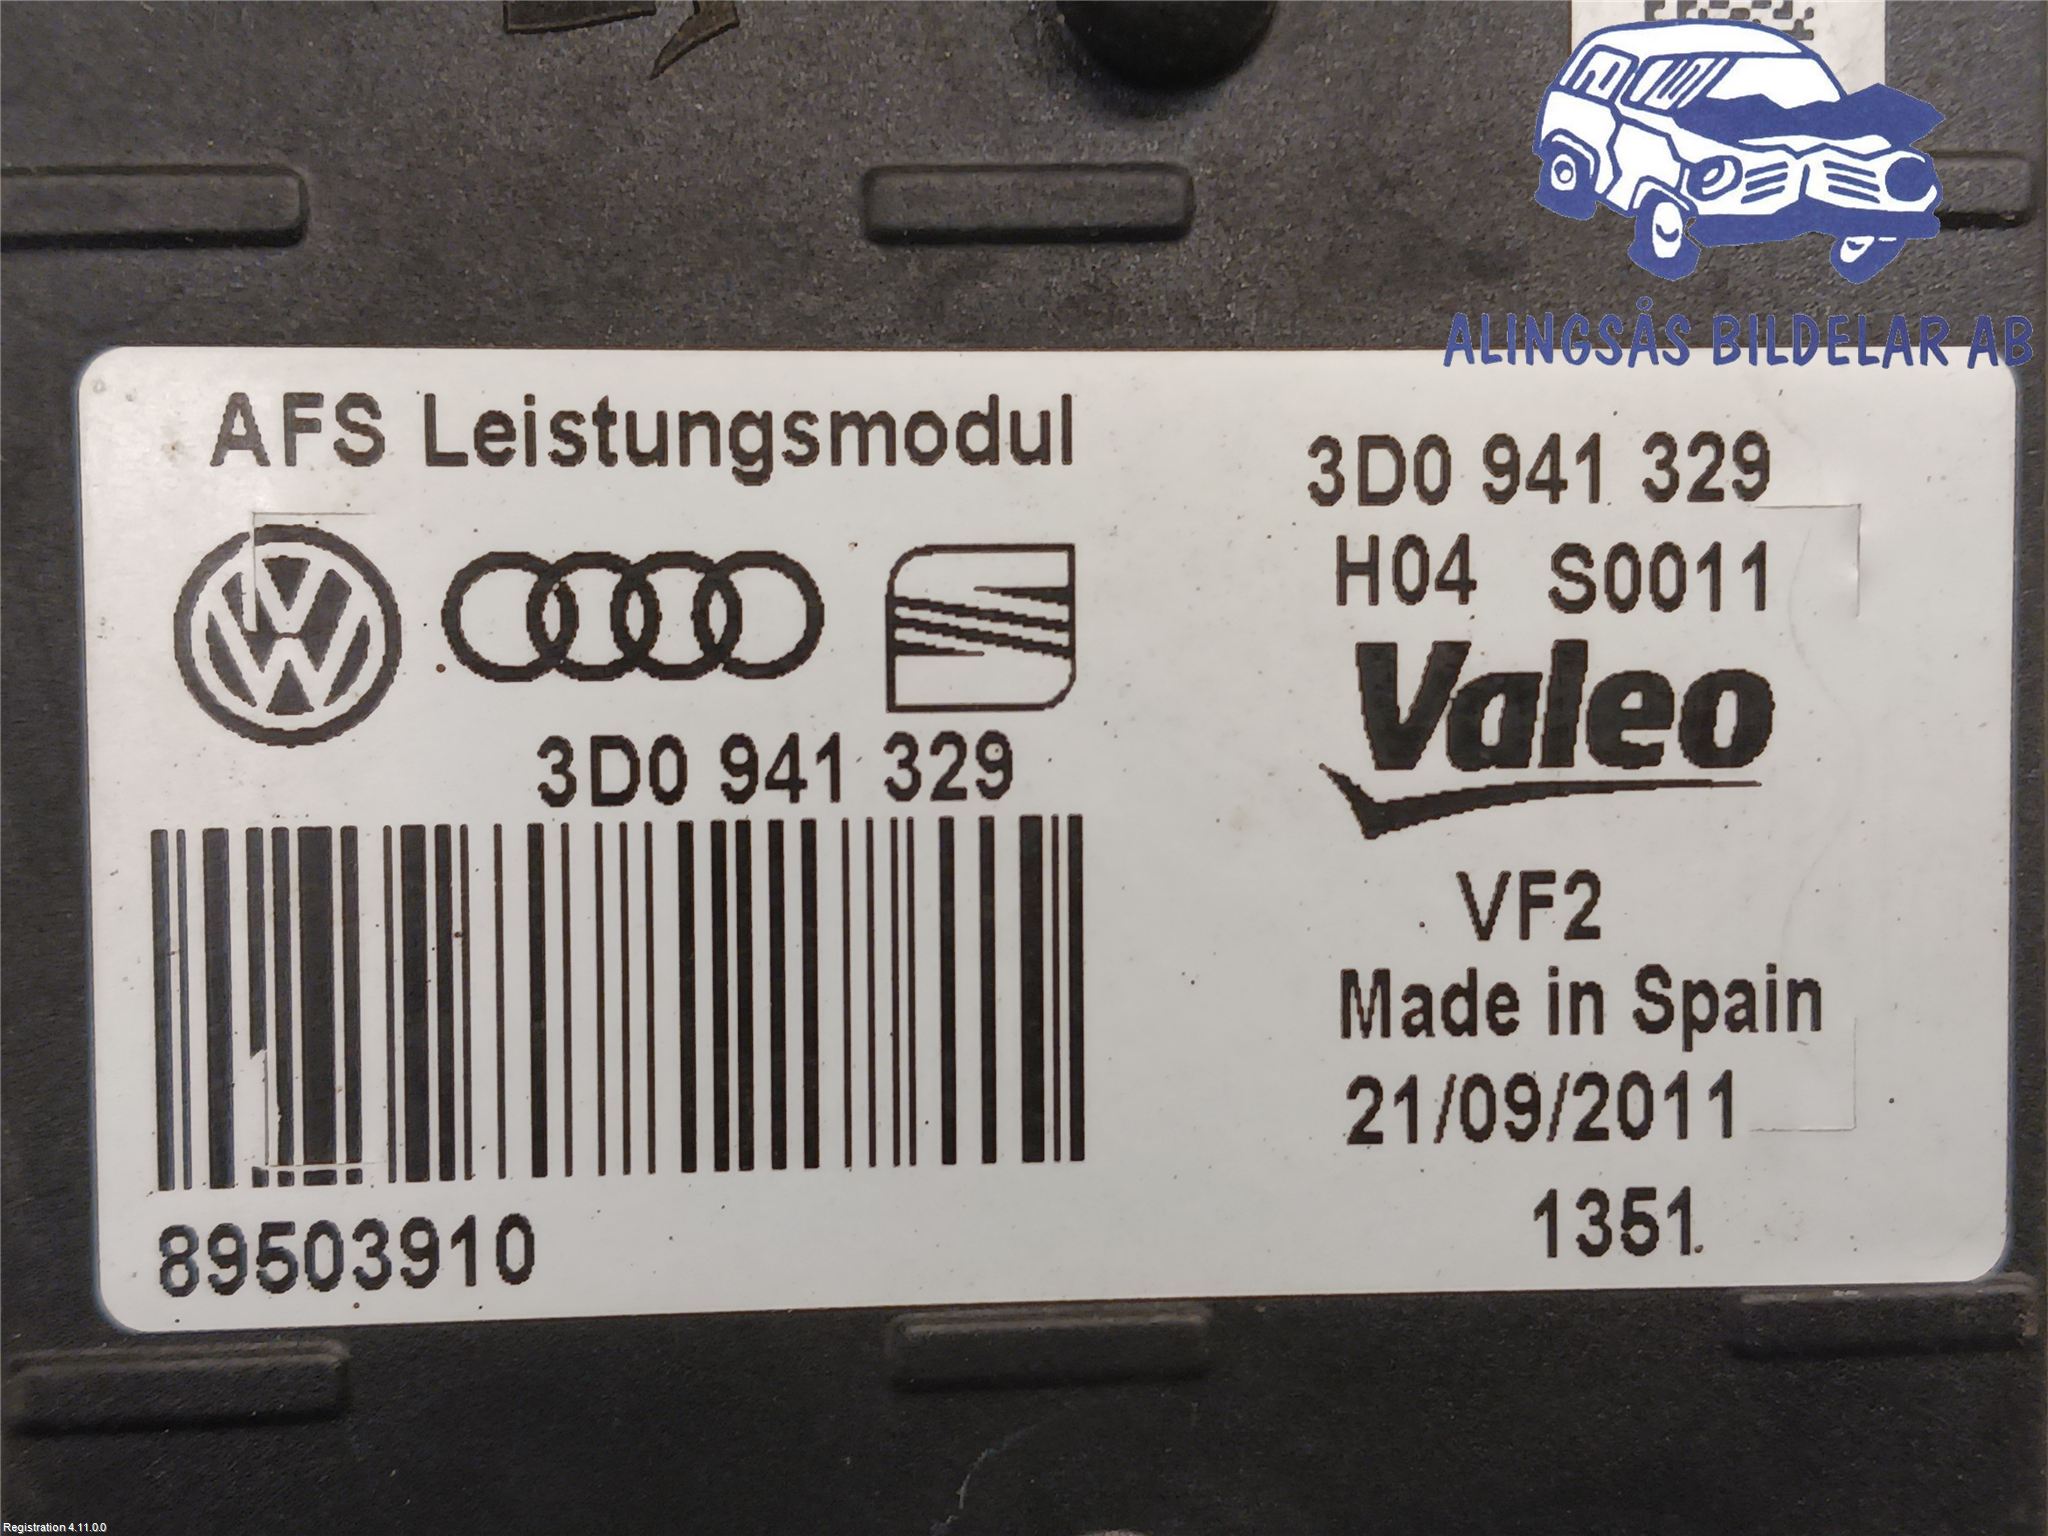 ALINGSÅS BILDELAR AB
AFS Leistungsmodul
3D0 941 329
89503910
3D0 941 329
H04 S0011
Valeo
VF2
Made in Spain
21/09/2011
1351
Registration 4.11.0.0